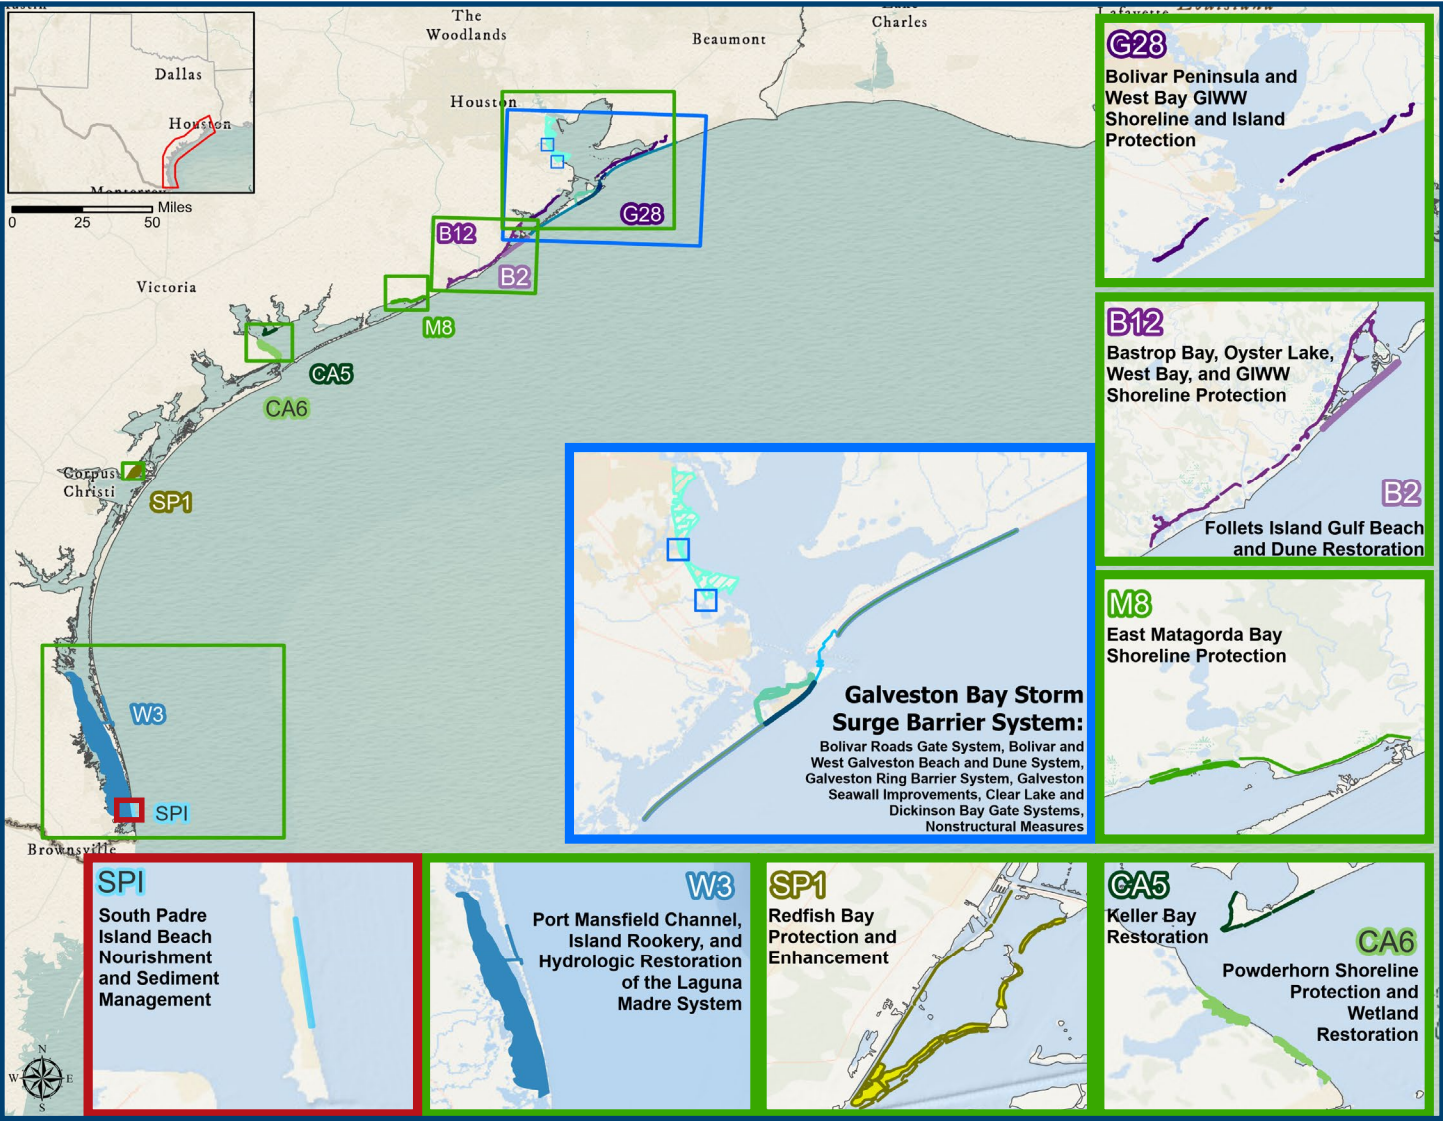 The
Woodlands
Lake
Charles
Lafayette
Louisiana
Beaumont
Houston
Dallas
Houston
Monterrey
Miles
0 25 50
Victoria
Corpus
Christi
Brownsville
G28
B12
B2
M8
CA5
CA6
SP1
W3
SPI
G28
Bolivar Peninsula and
West Bay GIWW
Shoreline and Island
Protection
B12
Bastrop Bay, Oyster Lake,
West Bay, and GIWW
Shoreline Protection
B2
Follets Island Gulf Beach
and Dune Restoration
M8
East Matagorda Bay
Shoreline Protection
Galveston Bay Storm
Surge Barrier System:
Bolivar Roads Gate System, Bolivar and
West Galveston Beach and Dune System,
Galveston Ring Barrier System, Galveston
Seawall Improvements, Clear Lake and
Dickinson Bay Gate Systems,
Nonstructural Measures
SPI
South Padre
Island Beach
Nourishment
and Sediment
Management
W3
Port Mansfield Channel,
Island Rookery, and
Hydrologic Restoration
of the Laguna
Madre System
SP1
Redfish Bay
Protection and
Enhancement
CA5
Keller Bay
Restoration
CA6
Powderhorn Shoreline
Protection and
Wetland
Restoration
N
W E
S